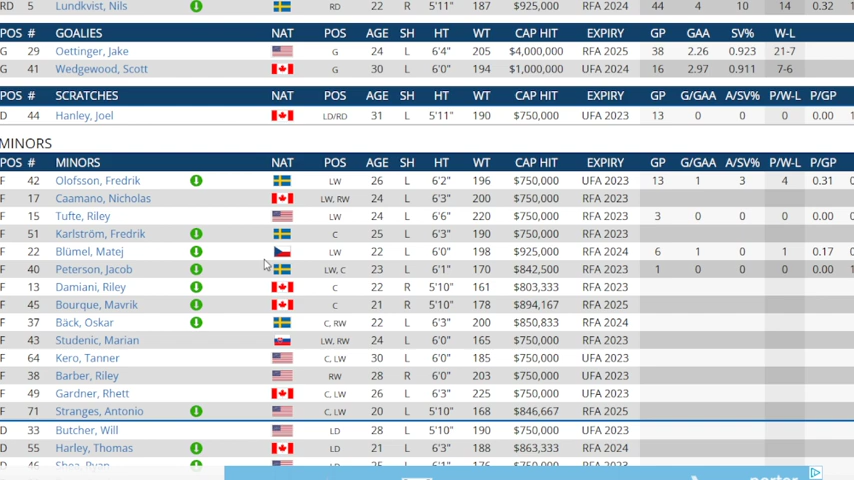 RD 5 Lundkvist, Nils RD 22 R 5'11" 187 $925,000 RFA 2024 44 4 10 14 0.32
POS # GOALIES NAT POS AGE SH HT WT CAP HIT EXPIRY GP GAA SV% W-L
G 29 Oettinger, Jake G 24 L 6'4" 205 $4,000,000 RFA 2025 38 2.26 0.923 21-7
G 41 Wedgewood, Scott G 30 L 6'0" 194 $1,000,000 UFA 2024 16 2.97 0.911 7-6
POS # SCRATCHES NAT POS AGE SH HT WT CAP HIT EXPIRY GP G/GAA A/SV% P/W-L P/GP
D 44 Hanley, Joel LD/RD 31 L 5'11" 190 $750,000 UFA 2023 13 0 0 0 0.00
MINORS
POS # MINORS NAT POS AGE SH HT WT CAP HIT EXPIRY GP G/GAA A/SV% P/W-L P/GP
F 42 Olofsson, Fredrik LW 26 L 6'2" 196 $750,000 UFA 2023 13 1 3 4 0.31
F 17 Caamano, Nicholas LW, RW 24 L 6'3" 200 $750,000 RFA 2023
F 15 Tufte, Riley LW 24 L 6'6" 220 $750,000 RFA 2023 3 0 0 0 0.00
F 51 Karlström, Fredrik C 25 L 6'3" 190 $750,000 RFA 2023
F 22 Blümel, Matej LW 22 L 6'0" 198 $925,000 RFA 2024 6 1 0 1 0.17
F 40 Peterson, Jacob LW, C 23 L 6'1" 170 $842,500 RFA 2023 1 0 0 0 0.00
F 13 Damiani, Riley C 22 R 5'10" 161 $803,333 RFA 2023
F 45 Bourque, Mavrik C 21 R 5'10" 178 $894,167 RFA 2025
F 37 Bäck, Oskar C, RW 22 L 6'3" 200 $850,833 RFA 2024
F 43 Studenic, Marian LW, RW 24 L 6'0" 165 $750,000 RFA 2023
F 64 Kero, Tanner C, LW 30 L 6'0" 185 $750,000 UFA 2023
F 38 Barber, Riley RW 28 R 6'0" 203 $750,000 UFA 2023
F 49 Gardner, Rhett C, LW 26 L 6'3" 225 $750,000 UFA 2023
F 71 Stranges, Antonio C, LW 20 L 5'10" 168 $846,667 RFA 2025
D 33 Butcher, Will LD 28 L 5'10" 190 $750,000 UFA 2023
D 55 Harley, Thomas LD 21 L 6'3" 188 $863,333 RFA 2024
D 46 Shea, Ryan LD 25 L 6'1" 176 $750,000 RFA 2023
porter